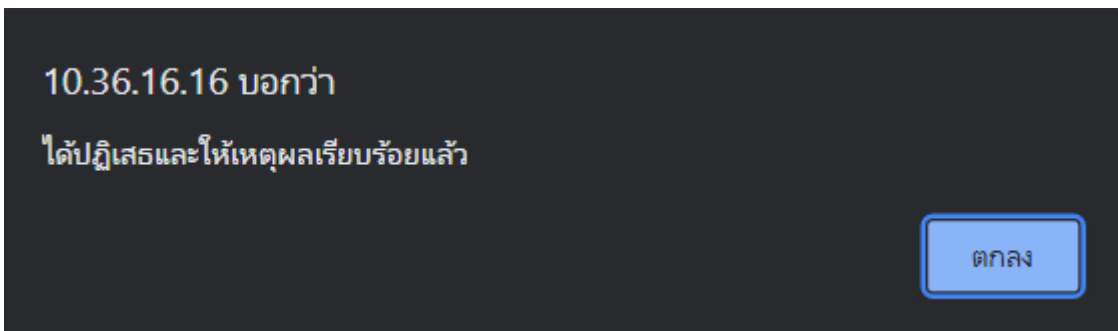 10.36.16.16 บอกว่า
ได้ปฏิเสธและให้เหตุผลเรียบร้อยแล้ว
ตกลง